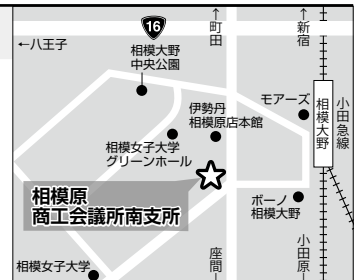 ←八王子
16
相模大野
中央公園
↑町田
↑新宿
伊勢丹
相模原店本館
モアーズ
相模大野
小田急線
相模女子大学
グリーンホール
相模原
商工会議所南支所
ボーノ
相模大野
相模女子大学
座間
小田原